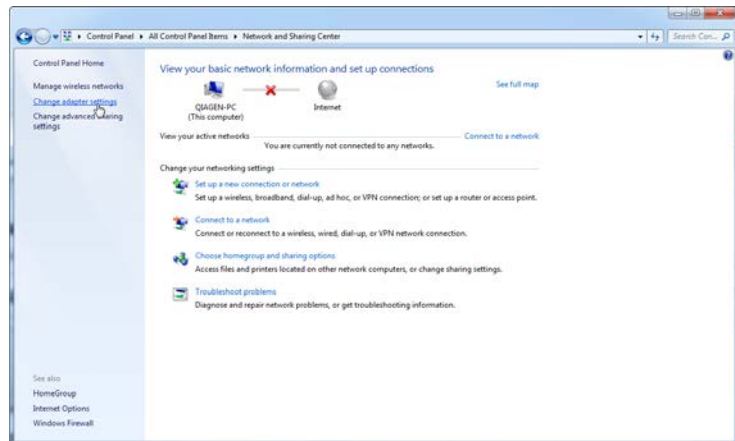 Control Panel ▸ All Control Panel Items ▸ Network and Sharing Center
Search Con...
Control Panel Home
Manage wireless networks
Change adapter settings
Change advanced sharing
settings
See also
HomeGroup
Internet Options
Windows Firewall
View your basic network information and set up connections
See full map
QIAGEN-PC
(This computer)
Internet
View your active networks
Connect to a network
You are currently not connected to any networks.
Change your networking settings
Set up a new connection or network
Set up a wireless, broadband, dial-up, ad hoc, or VPN connection; or set up a router or access point.
Connect to a network
Connect or reconnect to a wireless, wired, dial-up, or VPN network connection.
Choose homegroup and sharing options
Access files and printers located on other network computers, or change sharing settings.
Troubleshoot problems
Diagnose and repair network problems, or get troubleshooting information.